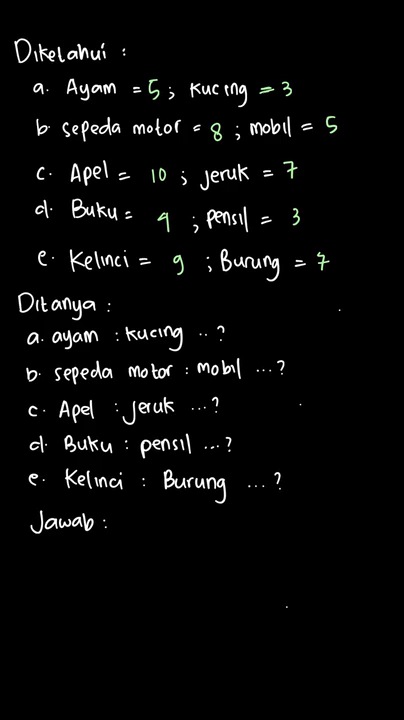 Diketahui :
a. Ayam = 5 ; kucing = 3
b. sepeda motor = 8 ; mobil = 5
c. Apel = 10 ; jeruk = 7
d. Buku = 9 ; pensil = 3
e. Kelinci = 9 ; Burung = 7
Ditanya :
a. ayam : kucing ..?
b. sepeda motor : mobil ...?
c. Apel : jeruk ...?
d. Buku : pensil ...?
e. Kelinci : Burung ...?
Jawab :